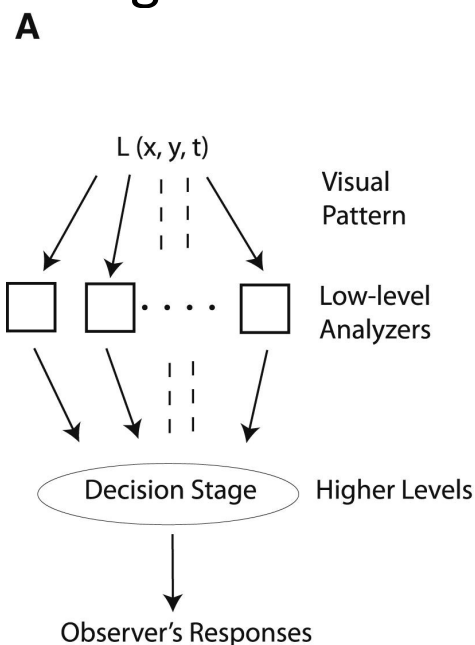 A
L (x, y, t)
Visual
Pattern
Low-level
Analyzers
Decision Stage
Higher Levels
Observer's Responses